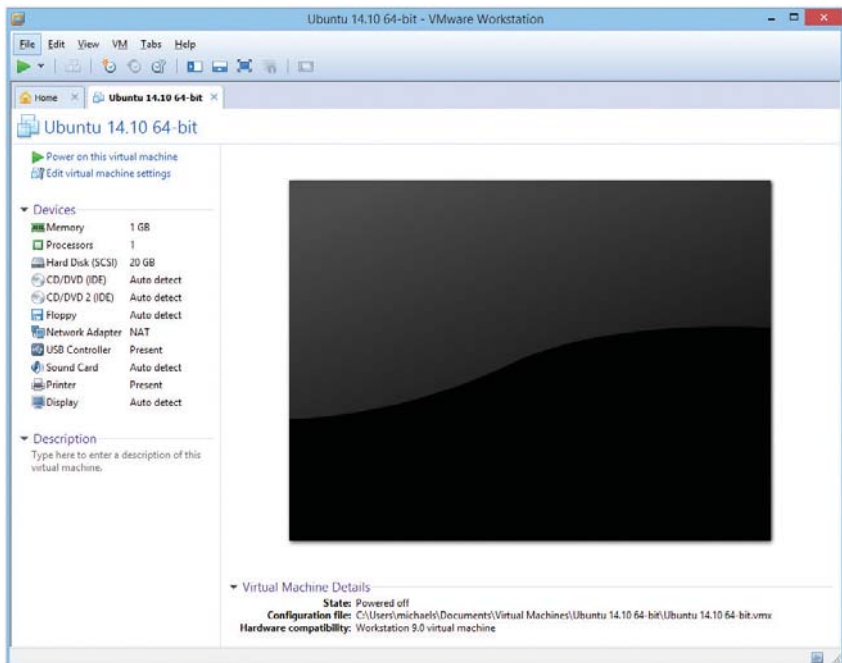 Ubuntu 14.10 64-bit - VMware Workstation
File Edit View VM Tabs Help
Home
Ubuntu 14.10 64-bit
Ubuntu 14.10 64-bit
Power on this virtual machine
Edit virtual machine settings
Devices
Memory 1 GB
Processors 1
Hard Disk (SCSI) 20 GB
CD/DVD (IDE) Auto detect
CD/DVD 2 (IDE) Auto detect
Floppy Auto detect
Network Adapter NAT
USB Controller Present
Sound Card Auto detect
Printer Present
Display Auto detect
Description
Type here to enter a description of this
virtual machine.
Virtual Machine Details
State: Powered off
Configuration file: C:\Users\michaels\Documents\Virtual Machines\Ubuntu 14.10 64-bit\Ubuntu 14.10 64-bit.vmx
Hardware compatibility: Workstation 9.0 virtual machine